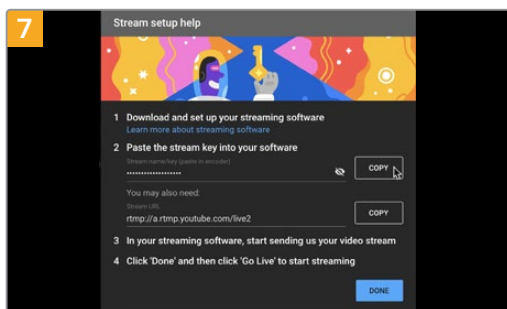 7
Stream setup help
1 Download and set up your streaming software
Learn more about streaming software
2 Paste the stream key into your software
Stream name/key (paste in encoder)
••••••••••••••••••••
COPY
You may also need:
Stream URL
rtmp://a.rtmp.youtube.com/live2
COPY
3 In your streaming software, start sending us your video stream
4 Click 'Done' and then click 'Go Live' to start streaming
DONE